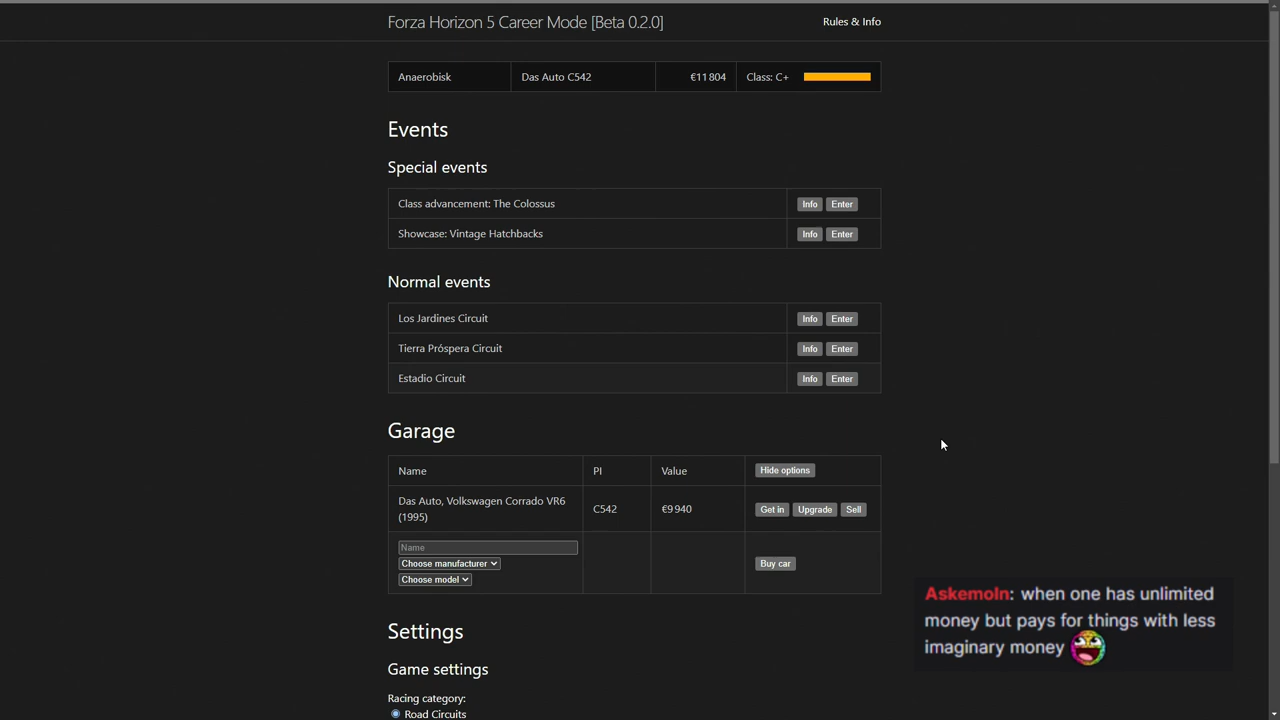 Forza Horizon 5 Career Mode [Beta 0.2.0] Rules & Info
Anaerobisk Das Auto C542 €11 804 Class: C+
Events
Special events
Class advancement: The Colossus Info Enter
Showcase: Vintage Hatchbacks Info Enter
Normal events
Los Jardines Circuit Info Enter
Tierra Próspera Circuit Info Enter
Estadio Circuit Info Enter
Garage
Name PI Value Hide options
Das Auto, Volkswagen Corrado VR6
(1995) C542 €9 940 Get in Upgrade Sell
Name
Choose manufacturer
Choose model
Buy car
Settings
Game settings
Racing category:
Road Circuits
Askemoln: when one has unlimited
money but pays for things with less
imaginary money